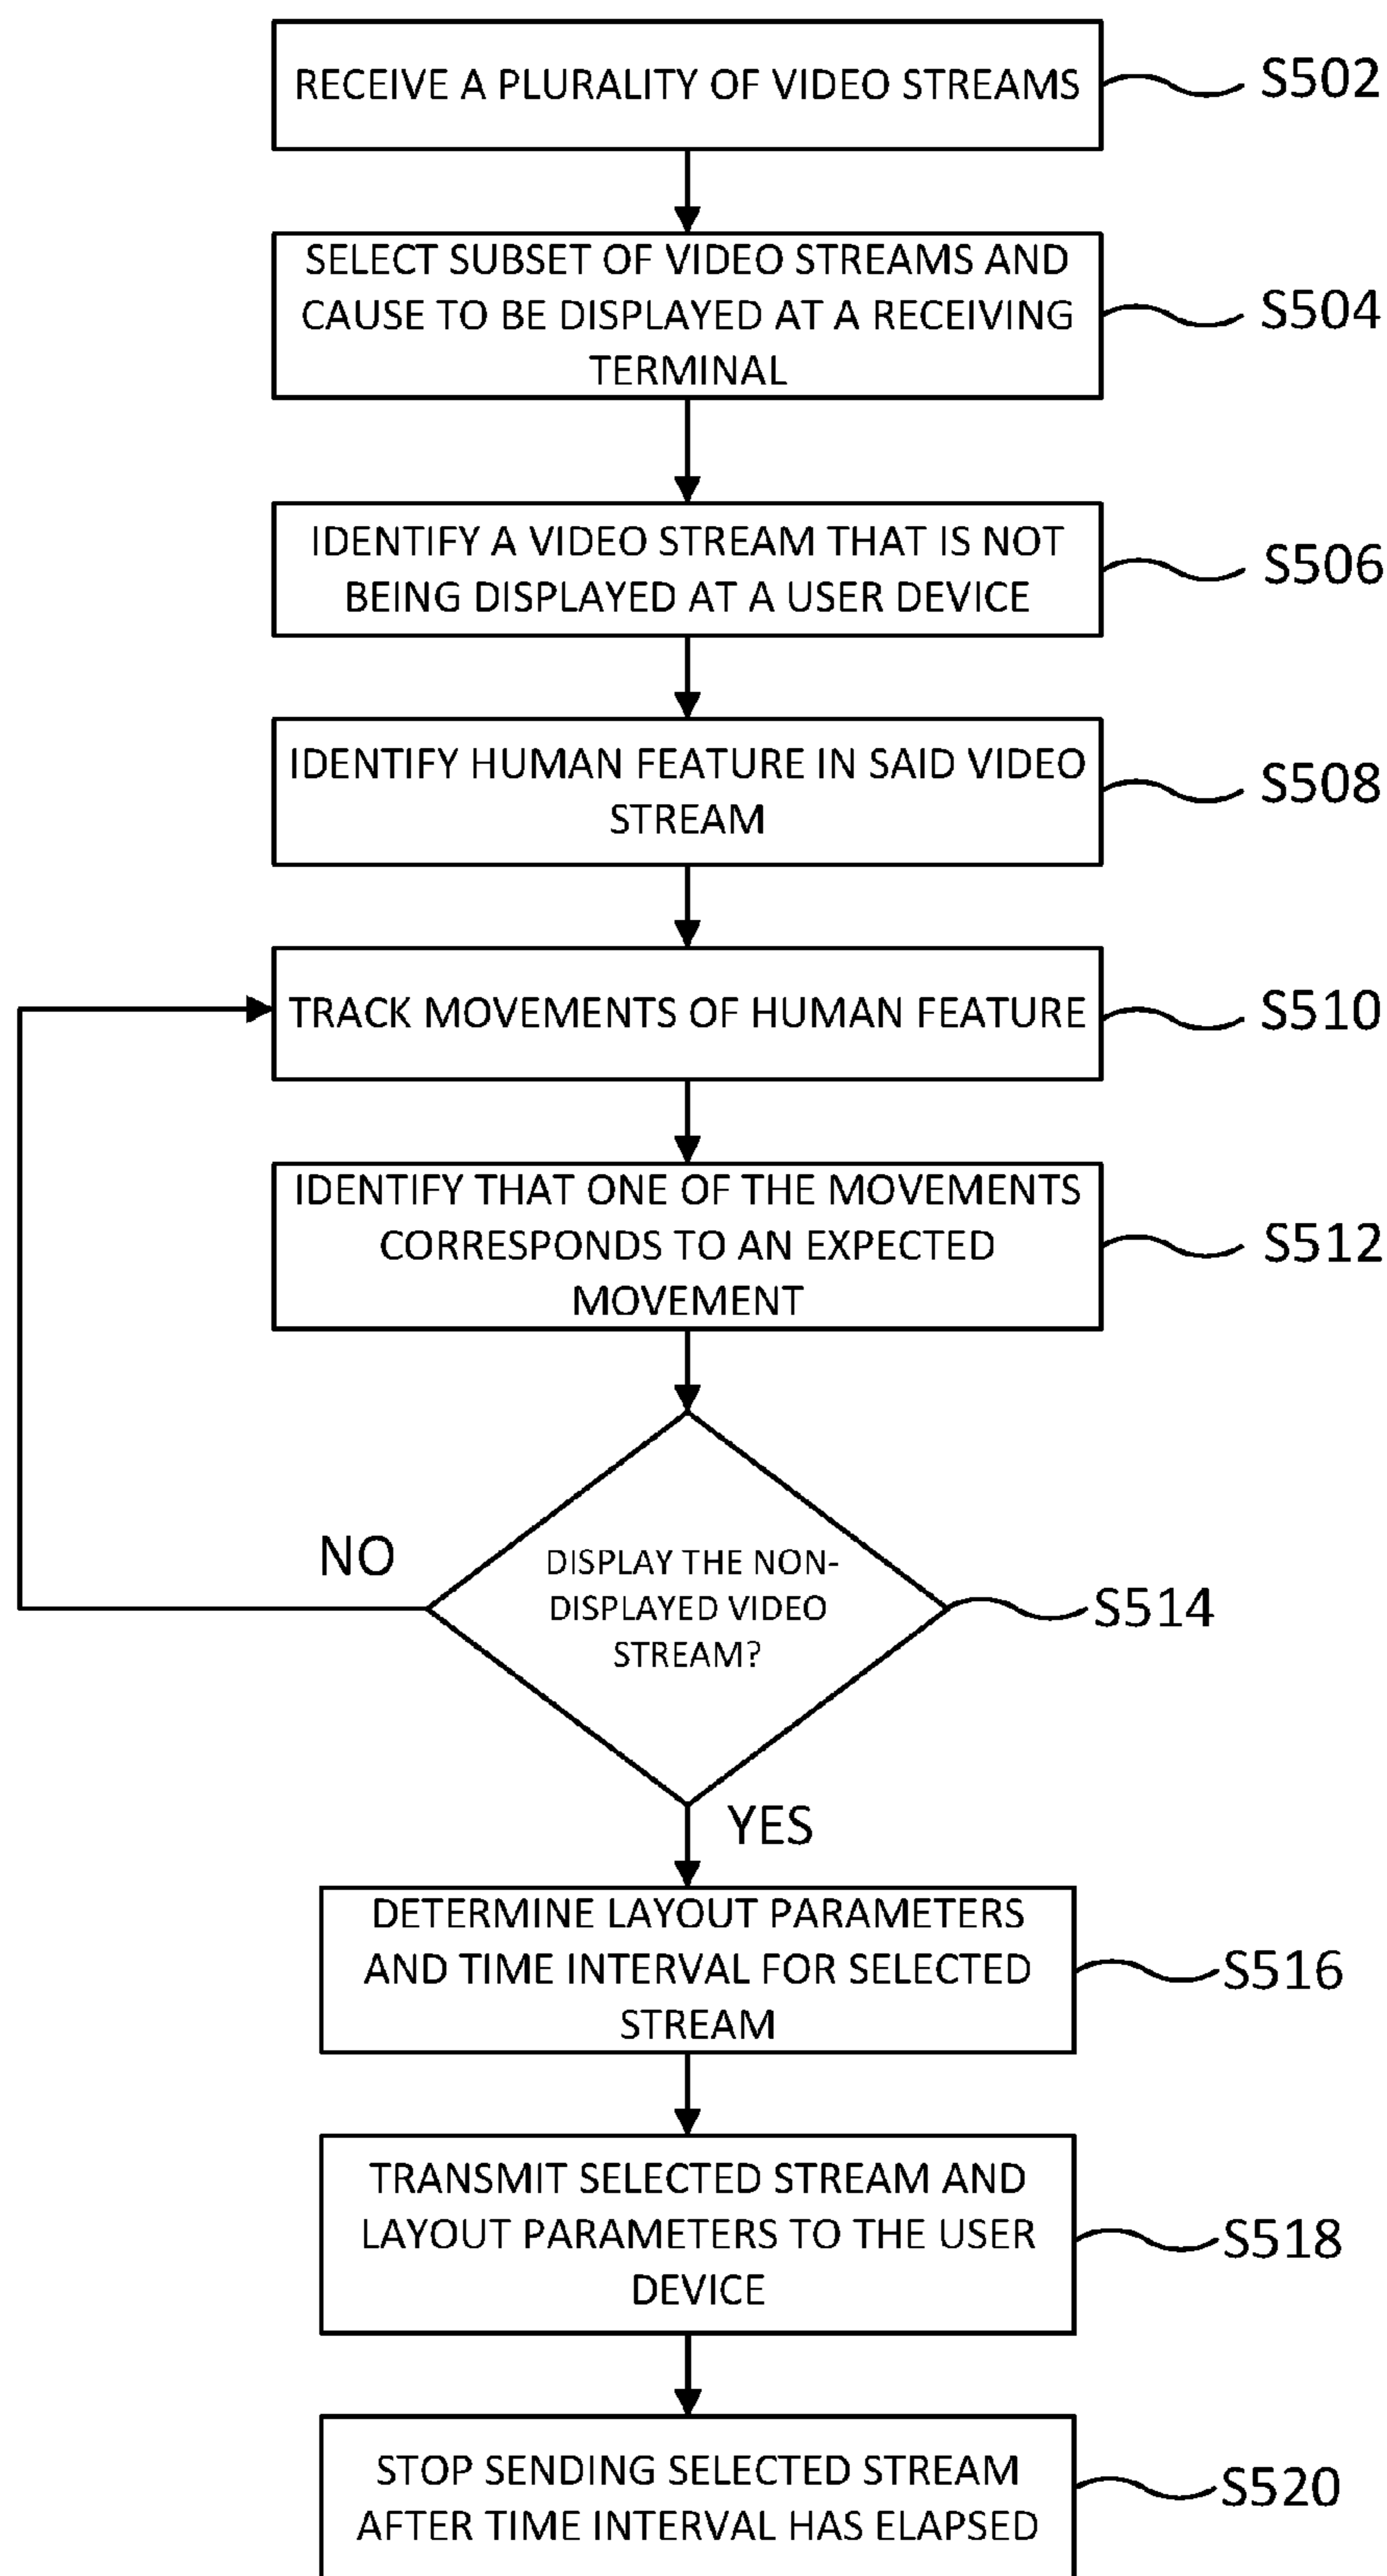 RECEIVE A PLURALITY OF VIDEO STREAMS
S502
SELECT SUBSET OF VIDEO STREAMS AND
CAUSE TO BE DISPLAYED AT A RECEIVING
TERMINAL
S504
IDENTIFY A VIDEO STREAM THAT IS NOT
BEING DISPLAYED AT A USER DEVICE
S506
IDENTIFY HUMAN FEATURE IN SAID VIDEO
STREAM
S508
TRACK MOVEMENTS OF HUMAN FEATURE
S510
IDENTIFY THAT ONE OF THE MOVEMENTS
CORRESPONDS TO AN EXPECTED
MOVEMENT
S512
NO
DISPLAY THE NON-
DISPLAYED VIDEO
STREAM?
S514
YES
DETERMINE LAYOUT PARAMETERS
AND TIME INTERVAL FOR SELECTED
STREAM
S516
TRANSMIT SELECTED STREAM AND
LAYOUT PARAMETERS TO THE USER
DEVICE
S518
STOP SENDING SELECTED STREAM
AFTER TIME INTERVAL HAS ELAPSED
S520